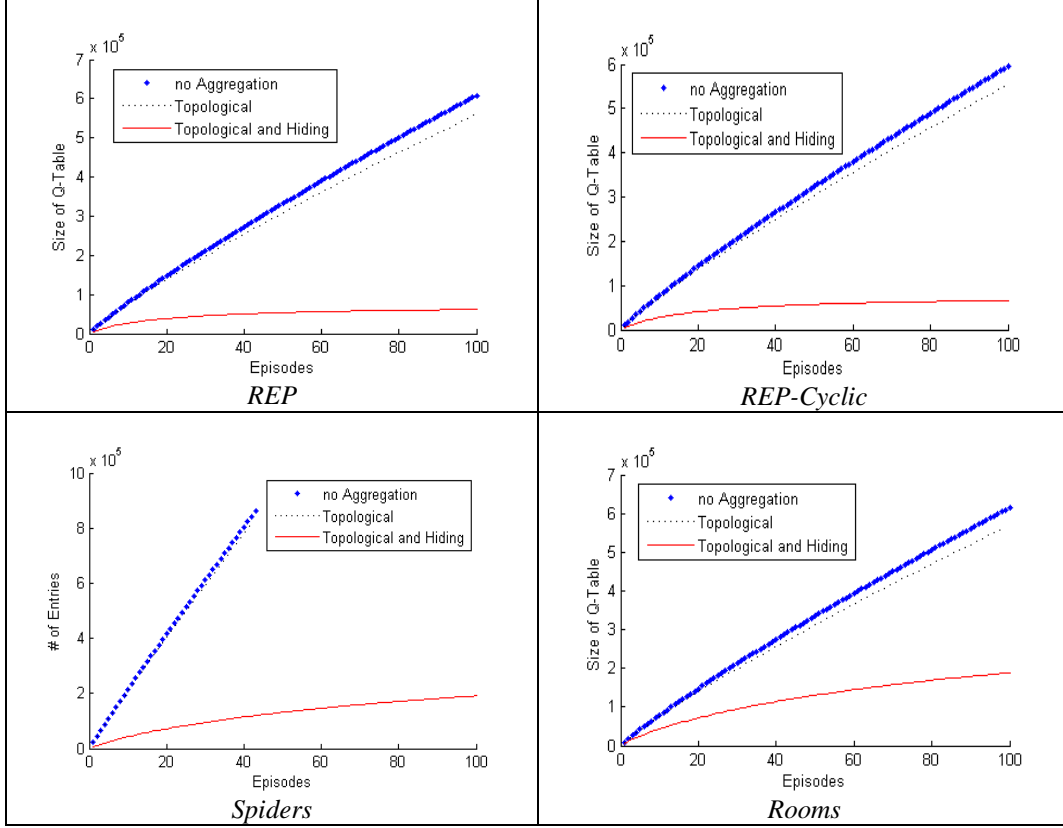 x 10^5
7
6
5
4
3
2
1
0
Size of Q-Table
no Aggregation
Topological
Topological and Hiding
0 20 40 60 80 100
Episodes
REP
x 10^5
6
5
4
3
2
1
0
Size of Q-Table
no Aggregation
Topological
Topological and Hiding
0 20 40 60 80 100
Episodes
REP-Cyclic
x 10^5
10
8
6
4
2
0
# of Entries
no Aggregation
Topological
Topological and Hiding
0 20 40 60 80 100
Episodes
Spiders
x 10^5
7
6
5
4
3
2
1
0
Size of Q-Table
no Aggregation
Topological
Topological and Hiding
0 20 40 60 80 100
Episodes
Rooms